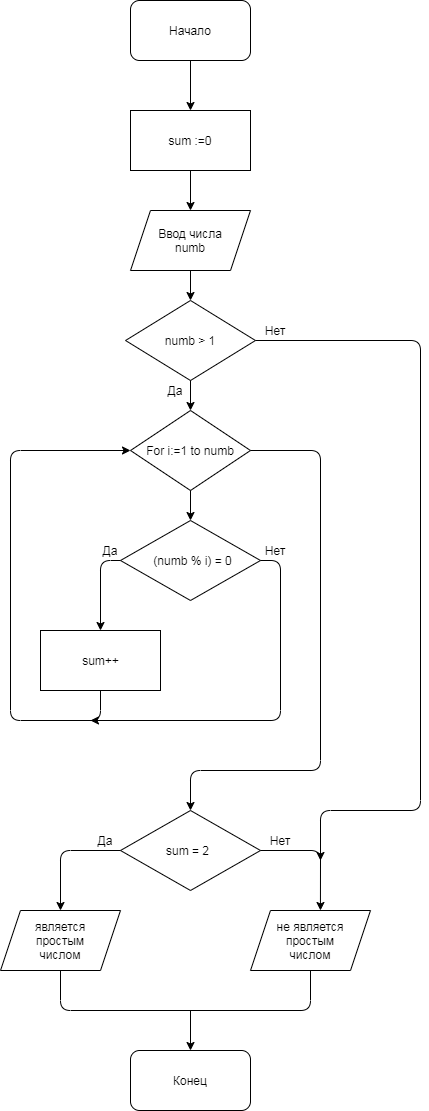 Начало
sum :=0
Ввод числа
numb
numb > 1
Нет
Да
For i:=1 to numb
Да
(numb % i) = 0
Нет
sum++
Да
sum = 2
Нет
является
простым
числом
не является
простым
числом
Конец